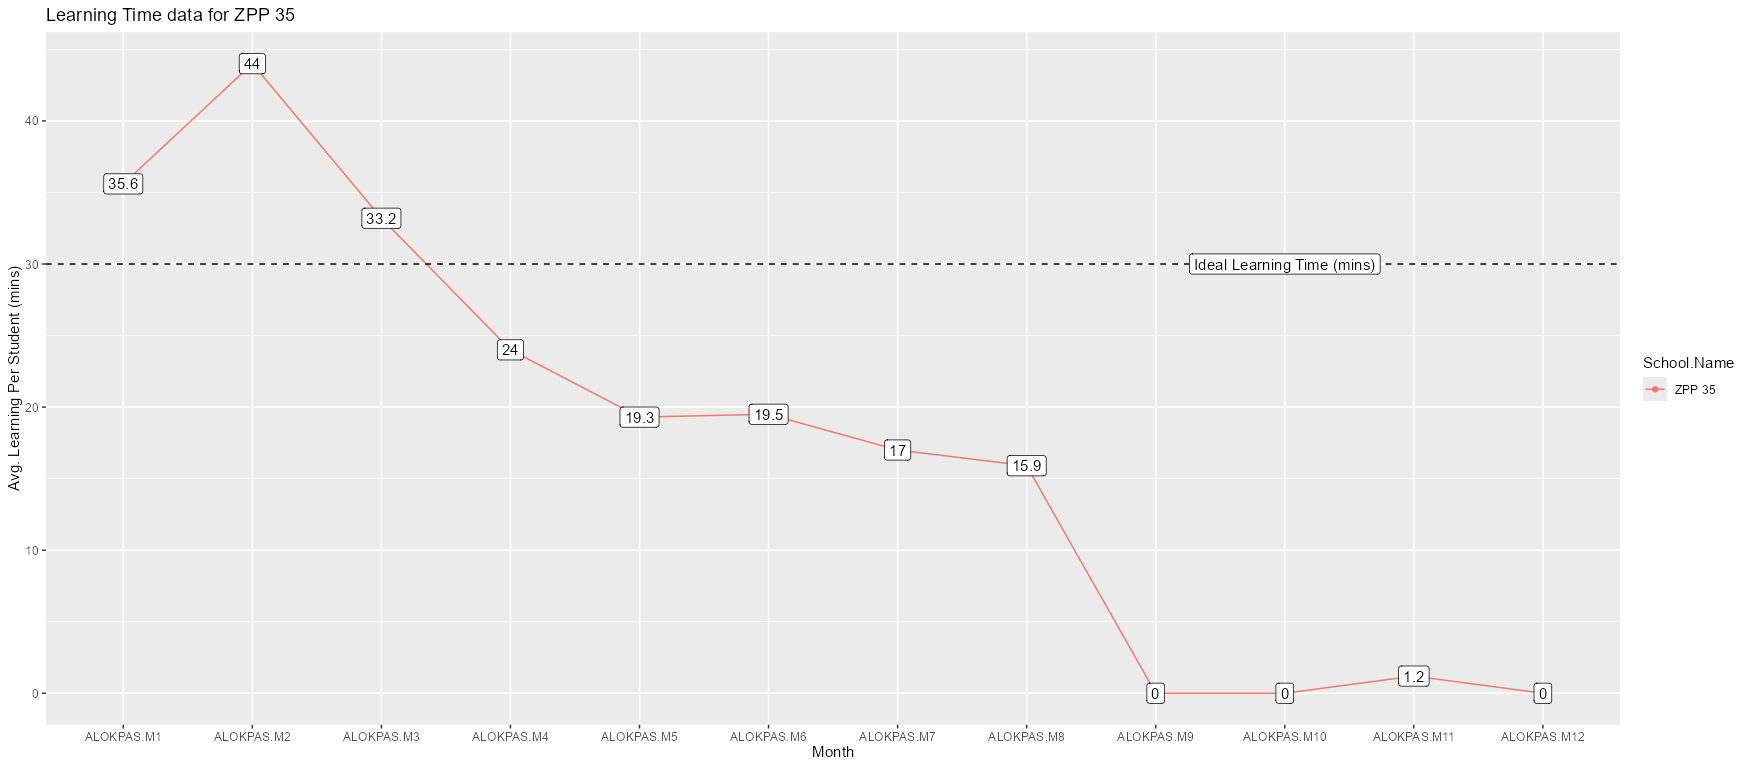 Learning Time data for ZPP 35
Avg. Learning Per Student (mins)
40
30
20
10
0
35.6
44
33.2
24
19.3
19.5
17
15.9
0
0
1.2
0
Ideal Learning Time (mins)
ALOKPAS.M1 ALOKPAS.M2 ALOKPAS.M3 ALOKPAS.M4 ALOKPAS.M5 ALOKPAS.M6 ALOKPAS.M7 ALOKPAS.M8 ALOKPAS.M9 ALOKPAS.M10 ALOKPAS.M11 ALOKPAS.M12
Month
School.Name
ZPP 35